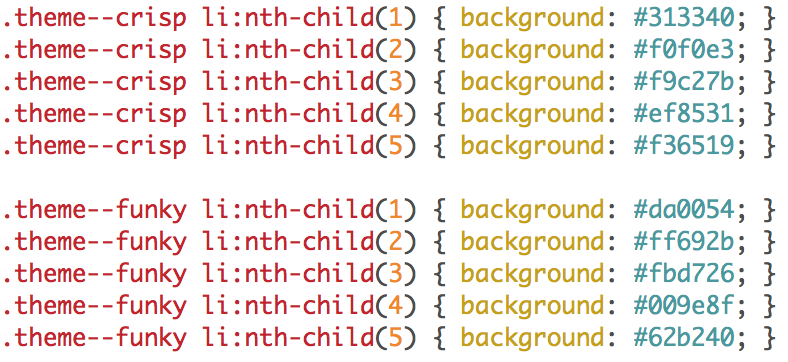 .theme--crisp li:nth-child(1) { background: #313340; }
.theme--crisp li:nth-child(2) { background: #f0f0e3; }
.theme--crisp li:nth-child(3) { background: #f9c27b; }
.theme--crisp li:nth-child(4) { background: #ef8531; }
.theme--crisp li:nth-child(5) { background: #f36519; }
.theme--funky li:nth-child(1) { background: #da0054; }
.theme--funky li:nth-child(2) { background: #ff692b; }
.theme--funky li:nth-child(3) { background: #fbd726; }
.theme--funky li:nth-child(4) { background: #009e8f; }
.theme--funky li:nth-child(5) { background: #62b240; }